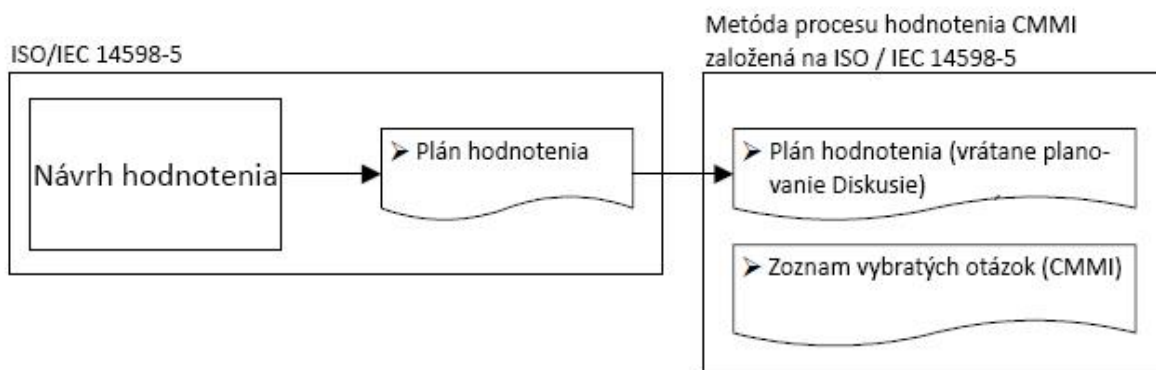 ISO/IEC 14598-5
Návrh hodnotenia
➢ Plán hodnotenia
Metóda procesu hodnotenia CMMI
založená na ISO / IEC 14598-5
➢ Plán hodnotenia (vrátane plano-
vanie Diskusie)
➢ Zoznam vybratých otázok (CMMI)